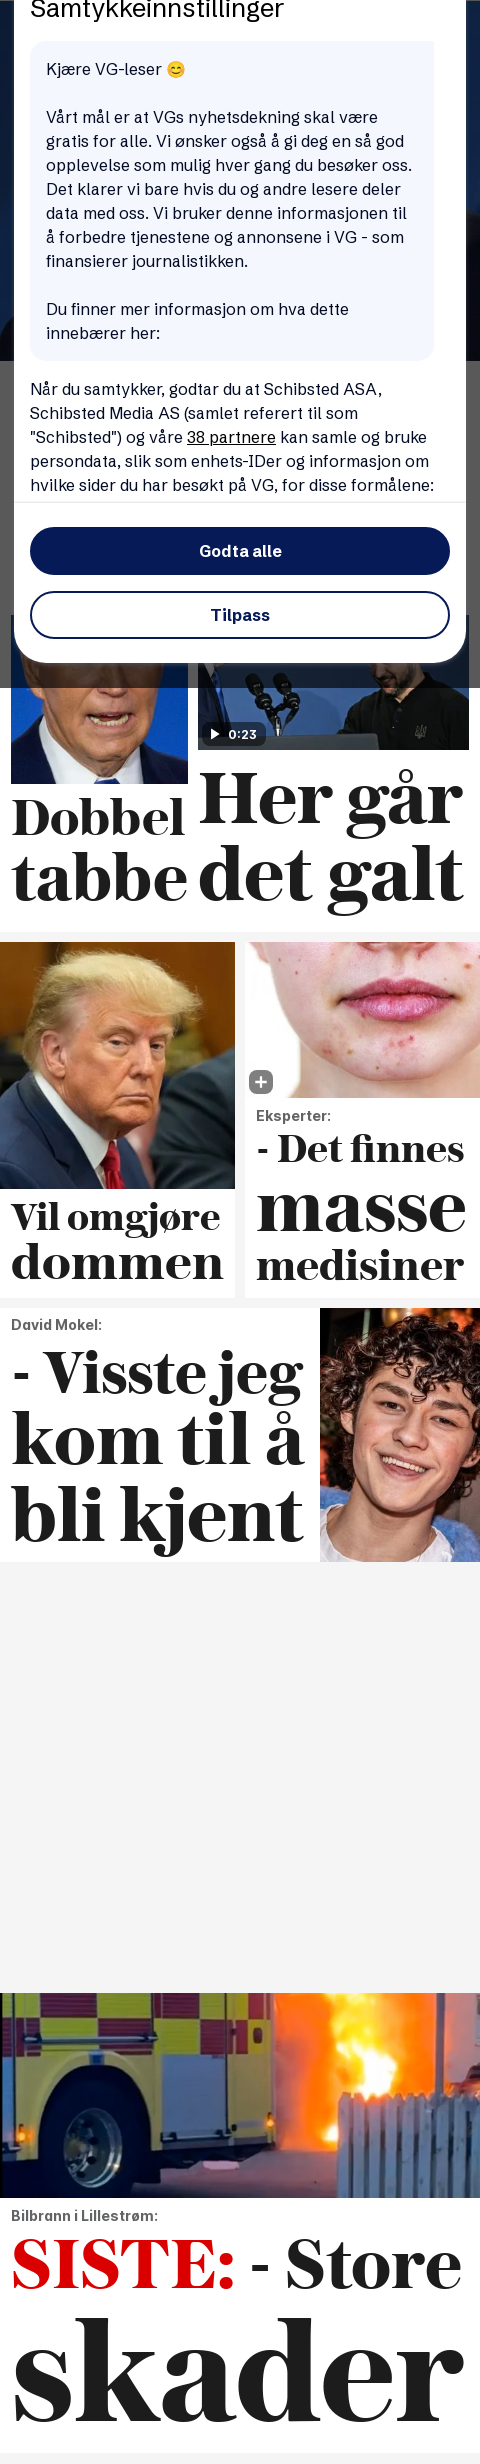 Samtykkeinnstillinger
Kjære VG-leser 😊
Vårt mål er at VGs nyhetsdekning skal være
gratis for alle. Vi ønsker også å gi deg en så god
opplevelse som mulig hver gang du besøker oss.
Det klarer vi bare hvis du og andre lesere deler
data med oss. Vi bruker denne informasjonen til
å forbedre tjenestene og annonsene i VG - som
finansierer journalistikken.
Du finner mer informasjon om hva dette
innebærer her:
Når du samtykker, godtar du at Schibsted ASA,
Schibsted Media AS (samlet referert til som
"Schibsted") og våre 38 partnere kan samle og bruke
persondata, slik som enhets-IDer og informasjon om
hvilke sider du har besøkt på VG, for disse formålene:
Godta alle
Tilpass
Dobbel
tabbe
0:23
Her går
det galt
Vil omgjøre
dommen
Eksperter:
- Det finnes
masse
medisiner
David Mokel:
- Visste jeg
kom til å
bli kjent
Bilbrann i Lillestrøm:
SISTE: - Store
skader